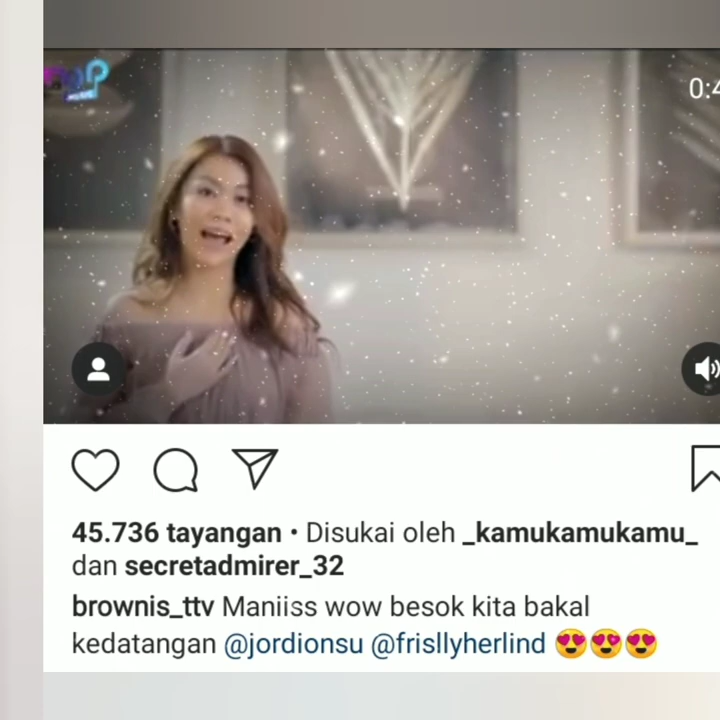 0:4
45.736 tayangan • Disukai oleh _kamukamukamu_
dan secretadmirer_32
brownis_ttv Maniiss wow besok kita bakal
kedatangan @jordionsu @frisllyherlind 😍😍😍